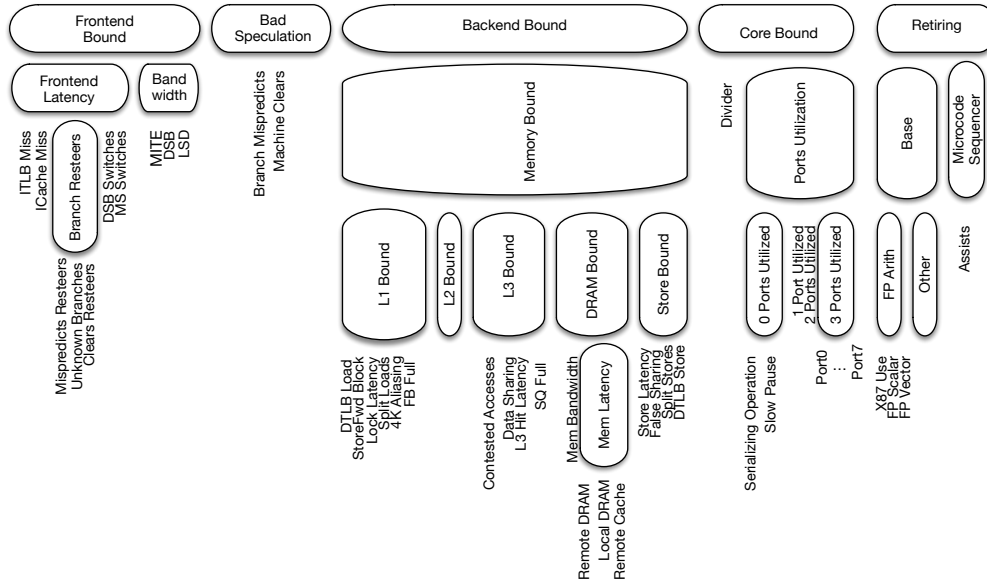 Frontend
Bound
Bad
Speculation
Backend Bound
Core Bound
Retiring
Frontend
Latency
Band
width
Branch Mispredicts
Machine Clears
Memory Bound
Divider
Ports Utilization
Base
Microcode
Sequencer
ITLB Miss
ICache Miss
Branch Resteers
DSB Switches
MS Switches
MITE
DSB
LSD
Mispredicts Resteers
Unknown Branches
Clears Resteers
L1 Bound
L2 Bound
L3 Bound
DRAM Bound
Store Bound
0 Ports Utilized
1 Port Utilized
2 Ports Utilized
3 Ports Utilized
FP Arith
Other
Assists
DTLB Load
StoreFwd Block
Lock Latency
Split Loads
4K Aliasing
FB Full
Contested Accesses
Data Sharing
L3 Hit Latency
SQ Full
Mem Bandwidth
Mem Latency
Store Latency
False Sharing
Split Stores
DTLB Store
Serializing Operation
Slow Pause
Port0
...
Port7
X87 Use
FP Scalar
FP Vector
Remote DRAM
Local DRAM
Remote Cache